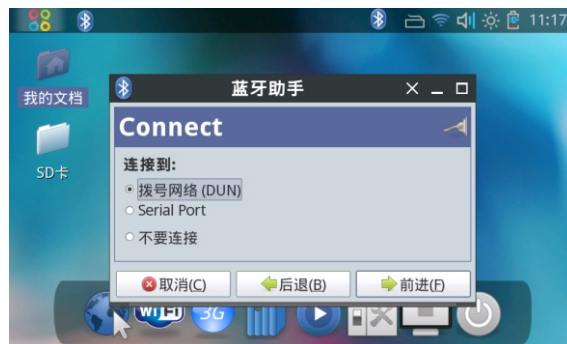 11:17
我的文档
SD卡
蓝牙助手
Connect
连接到:
拨号网络 (DUN)
Serial Port
不要连接
取消(C)
后退(B)
前进(F)
WiFi
3G